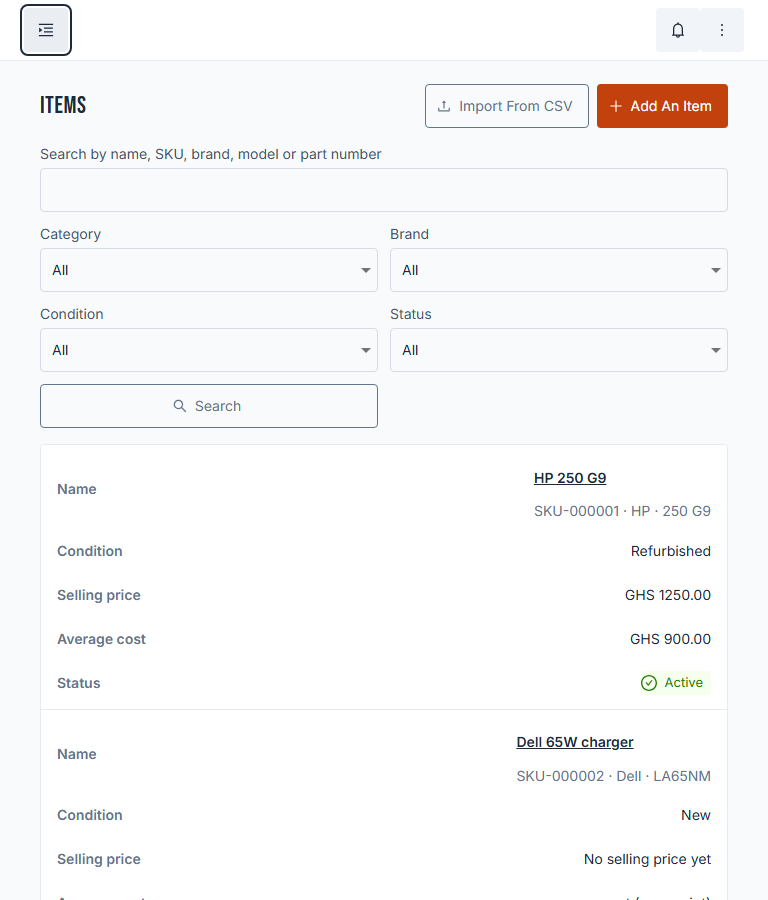 ITEMS
Import From CSV
Add An Item
Search by name, SKU, brand, model or part number
Category
Brand
All
All
Condition
Status
All
All
Search
Name
HP 250 G9
SKU-000001 · HP · 250 G9
Condition
Refurbished
Selling price
GHS 1250.00
Average cost
GHS 900.00
Status
Active
Name
Dell 65W charger
SKU-000002 · Dell · LA65NM
Condition
New
Selling price
No selling price yet